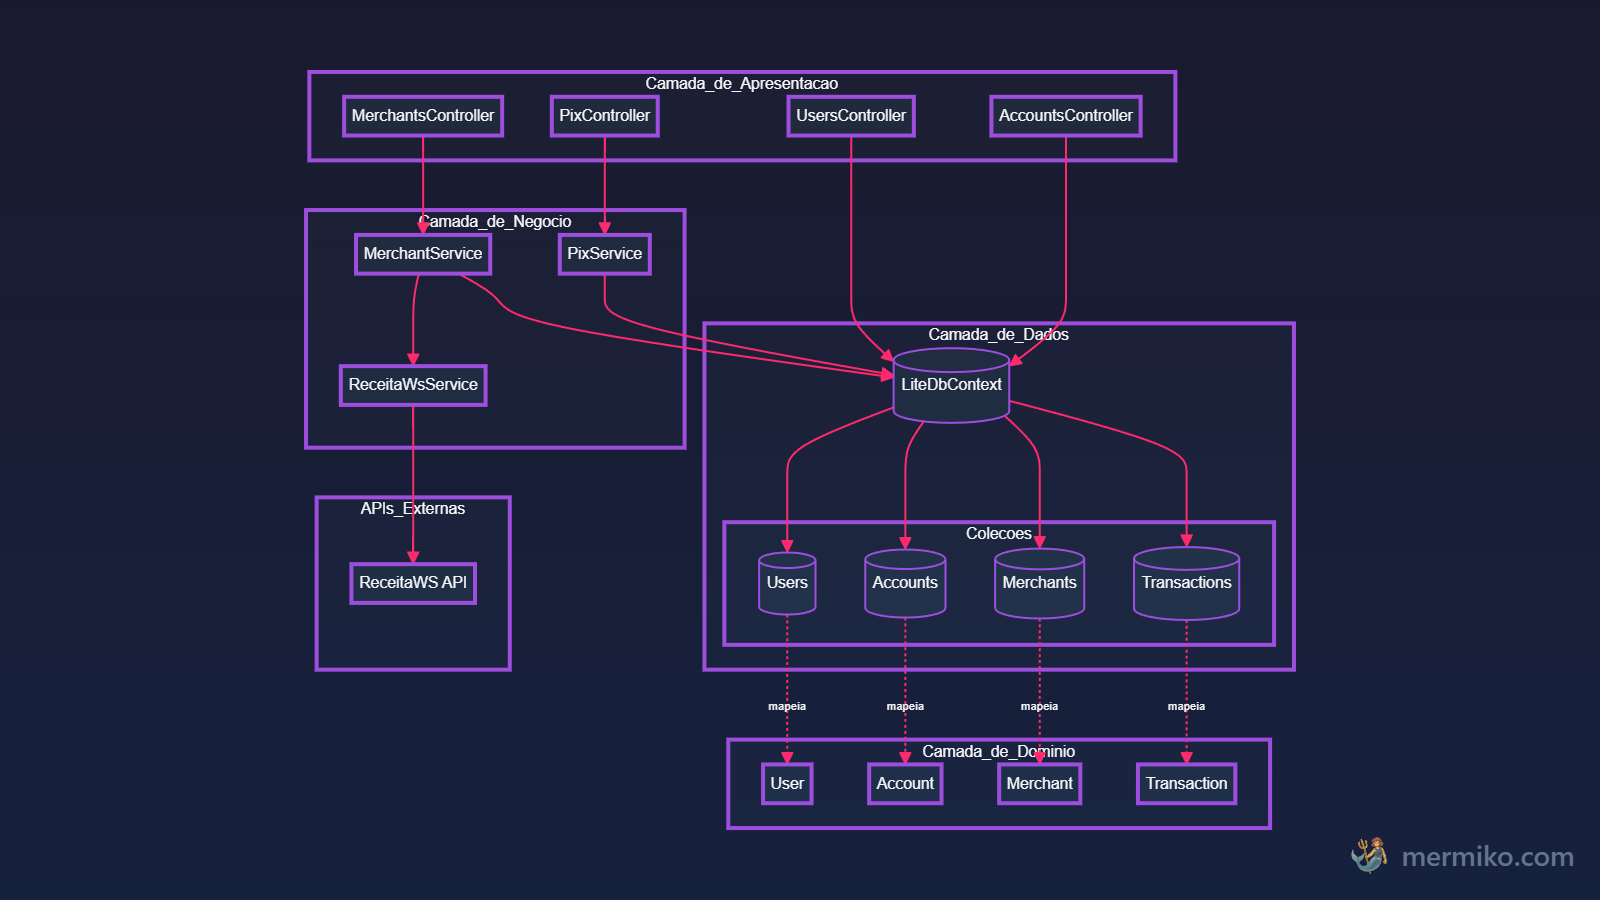 Camada_de_Apresentacao
MerchantsController
PixController
UsersController
AccountsController
Camada_de_Negocio
MerchantService
PixService
Camada_de_Dados
LiteDbContext
ReceitaWsService
APIs_Externas
Colecoes
ReceitaWS API
Users
Accounts
Merchants
Transactions
mapeia
mapeia
mapeia
mapeia
Camada_de_Dominio
User
Account
Merchant
Transaction
mermiko.com